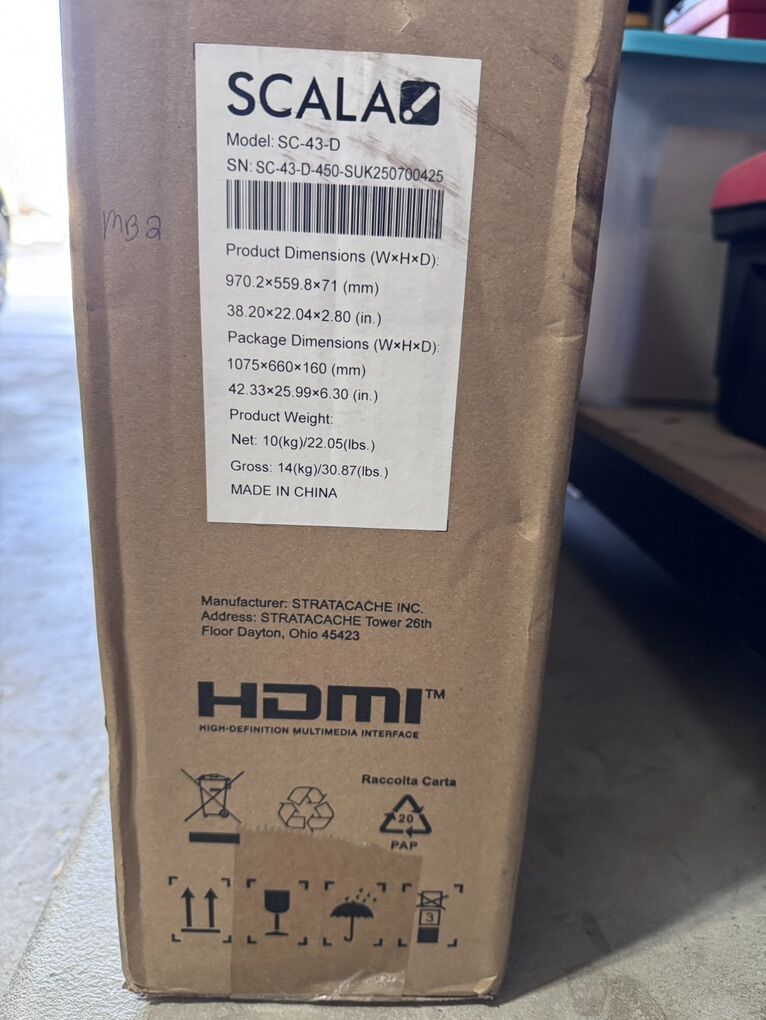 SCALA
Model: SC-43-D
SN: SC-43-D-450-SUK250700425
MB2
Product Dimensions (W×H×D):
970.2×559.8×71 (mm)
38.20×22.04×2.80 (in.)
Package Dimensions (W×H×D):
1075×660×160 (mm)
42.33×25.99×6.30 (in.)
Product Weight:
Net: 10(kg)/22.05(lbs.)
Gross: 14(kg)/30.87(lbs.)
MADE IN CHINA
Manufacturer: STRATACACHE INC.
Address: STRATACACHE Tower 26th
Floor Dayton, Ohio 45423
HDMI™
HIGH-DEFINITION MULTIMEDIA INTERFACE
Raccolta Carta
20
PAP
3